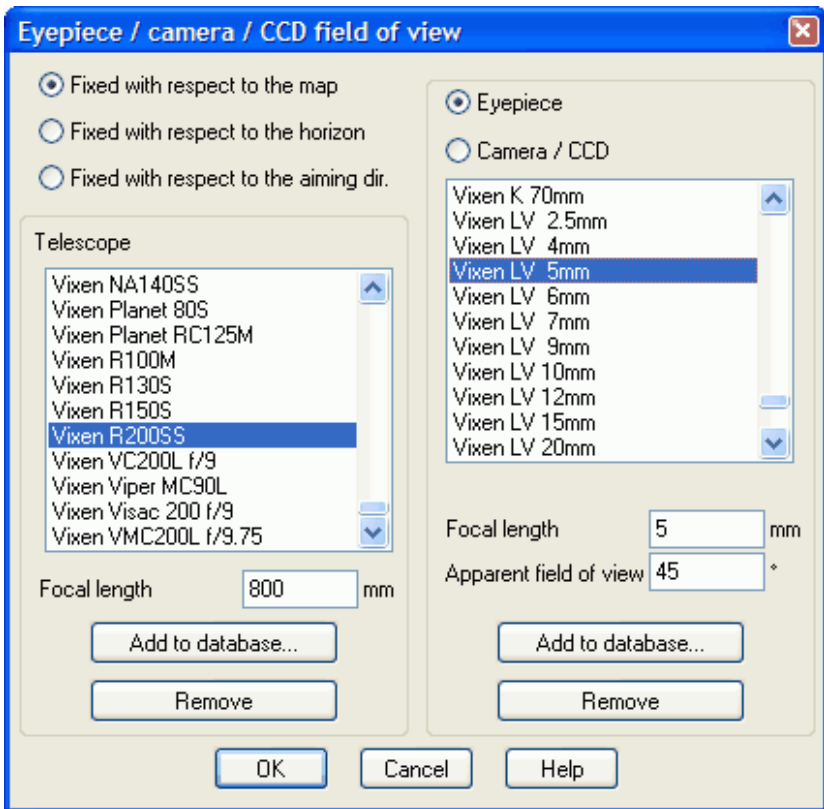 Eyepiece / camera / CCD field of view
Fixed with respect to the map
Fixed with respect to the horizon
Fixed with respect to the aiming dir.
Telescope
Vixen NA140SS
Vixen Planet 80S
Vixen Planet RC125M
Vixen R100M
Vixen R130S
Vixen R150S
Vixen R200SS
Vixen VC200L f/9
Vixen Viper MC90L
Vixen Visac 200 f/9
Vixen VMC200L f/9.75
Focal length 800 mm
Add to database...
Remove
Eyepiece
Camera / CCD
Vixen K 70mm
Vixen LV  2.5mm
Vixen LV  4mm
Vixen LV  5mm
Vixen LV  6mm
Vixen LV  7mm
Vixen LV  9mm
Vixen LV 10mm
Vixen LV 12mm
Vixen LV 15mm
Vixen LV 20mm
Focal length 5 mm
Apparent field of view 45 °
Add to database...
Remove
OK Cancel Help